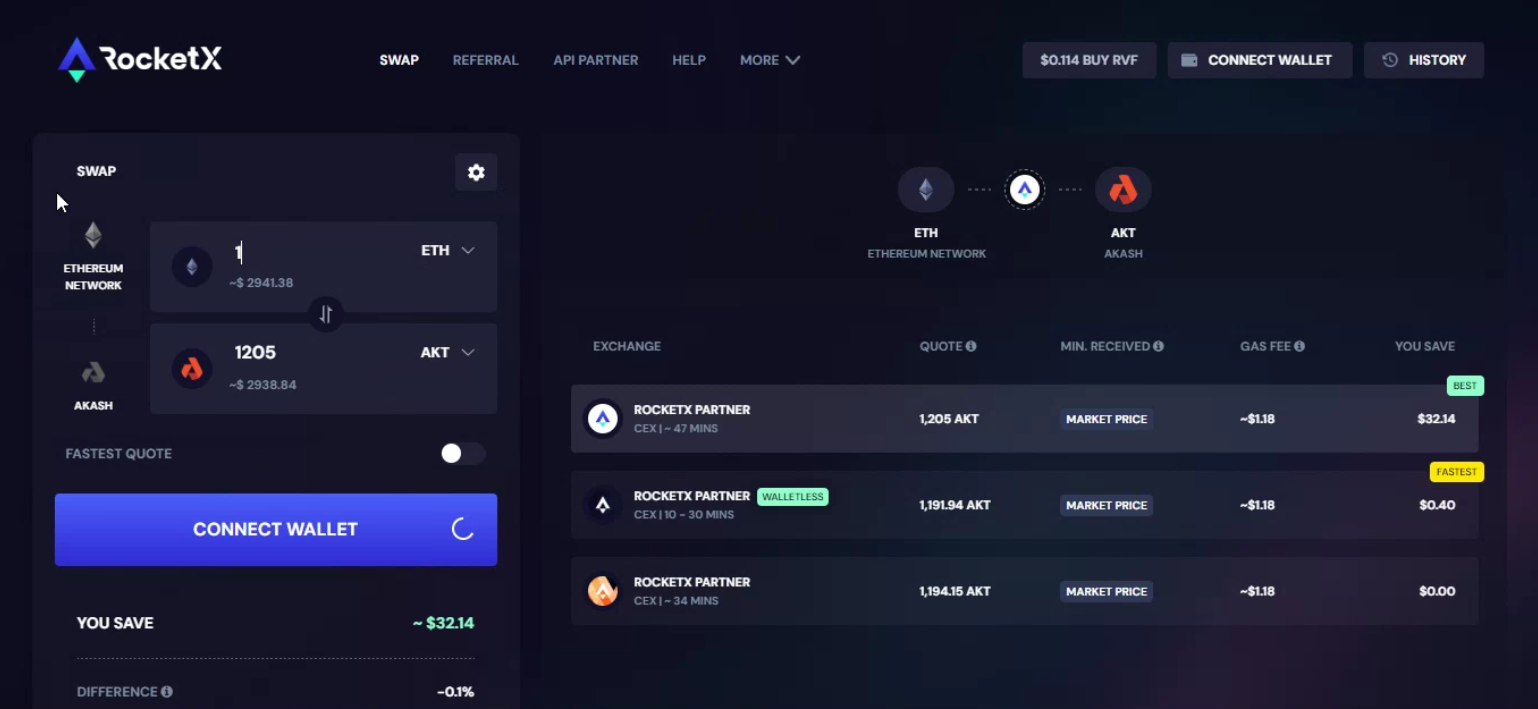 RocketX
SWAP REFERRAL API PARTNER HELP MORE
$0.114 BUY RVF CONNECT WALLET HISTORY
SWAP
ETHEREUM
NETWORK
1 ETH
~$ 2941.38
AKASH
1205 AKT
~$ 2938.84
FASTEST QUOTE
CONNECT WALLET
YOU SAVE ~ $32.14
DIFFERENCE -0.1%
ETH AKT
ETHEREUM NETWORK AKASH
EXCHANGE QUOTE MIN. RECEIVED GAS FEE YOU SAVE
BEST
ROCKETX PARTNER 1,205 AKT MARKET PRICE ~$1.18 $32.14
CEX | ~ 47 MINS
FASTEST
ROCKETX PARTNER WALLETLESS 1,191.94 AKT MARKET PRICE ~$1.18 $0.40
CEX | 10 - 30 MINS
ROCKETX PARTNER 1,194.15 AKT MARKET PRICE ~$1.18 $0.00
CEX | ~ 34 MINS